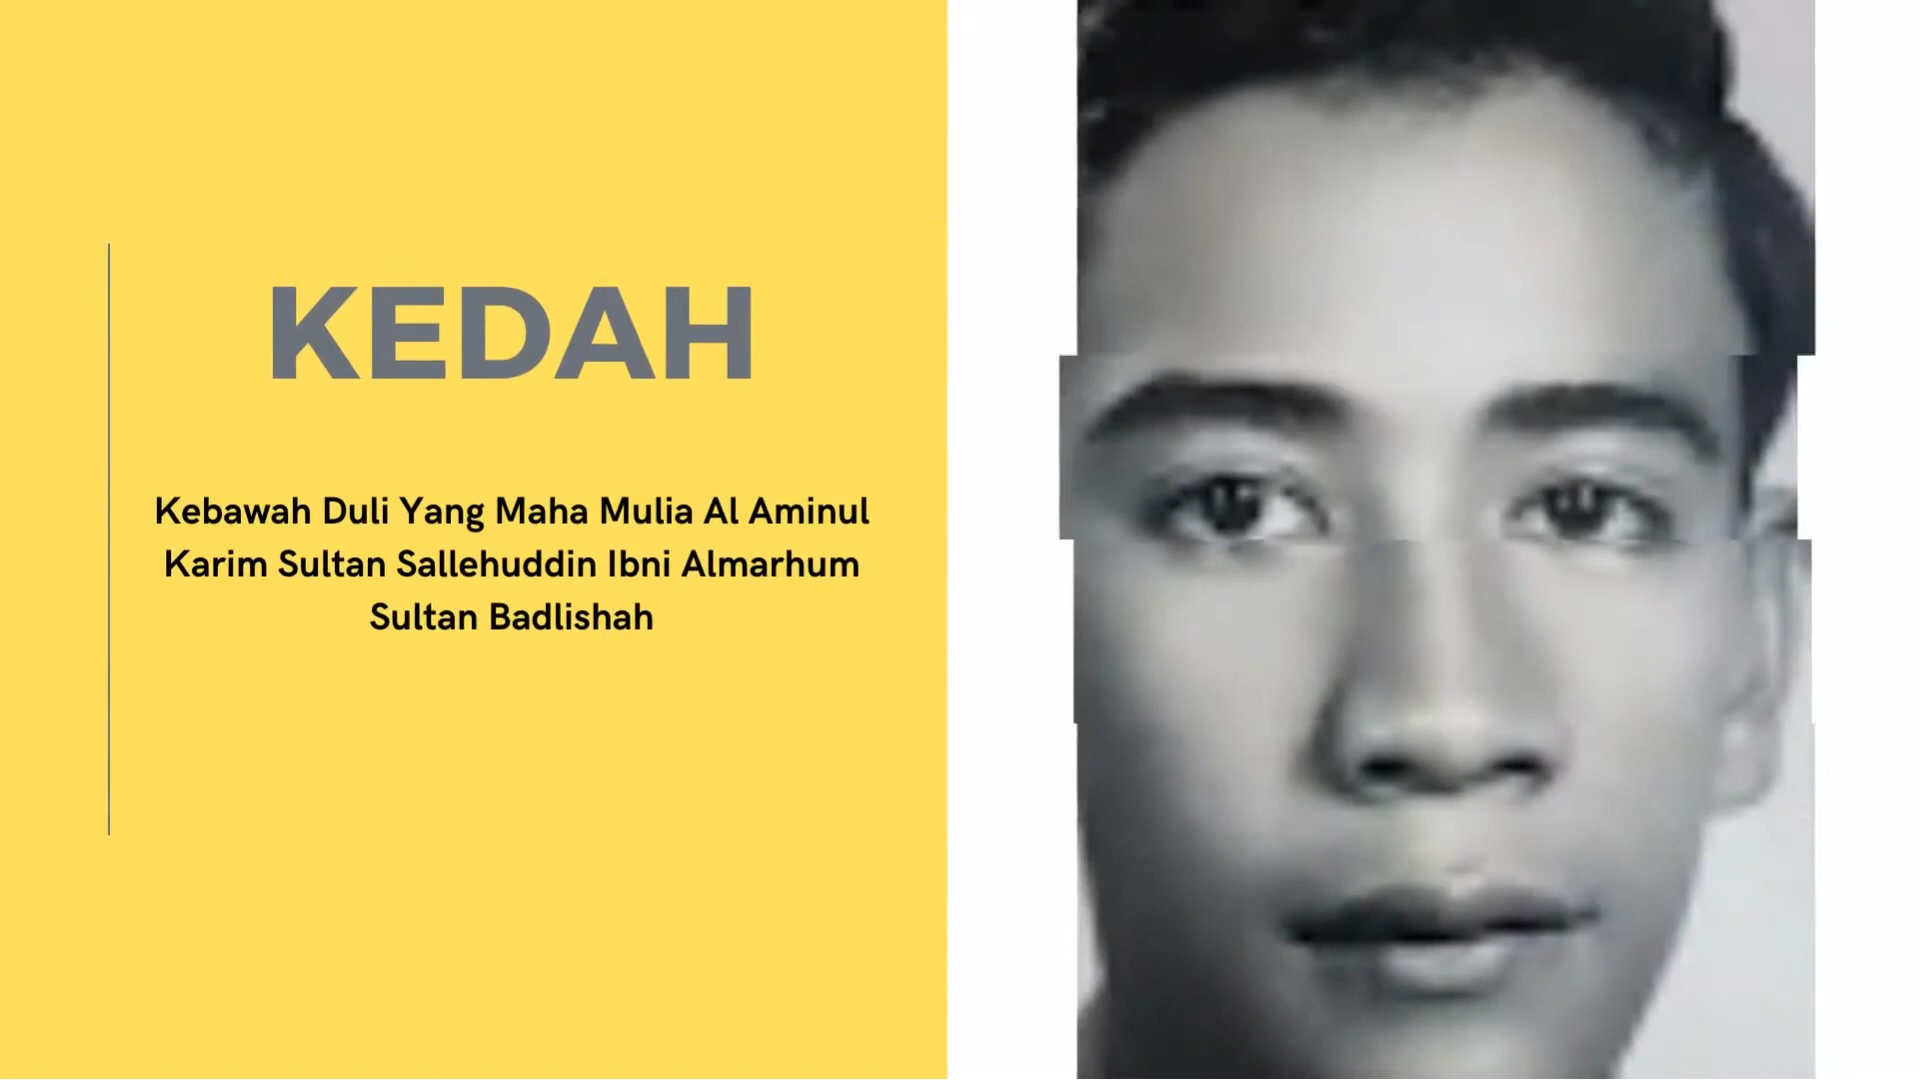 KEDAH
Kebawah Duli Yang Maha Mulia Al Aminul
Karim Sultan Sallehuddin Ibni Almarhum
Sultan Badlishah